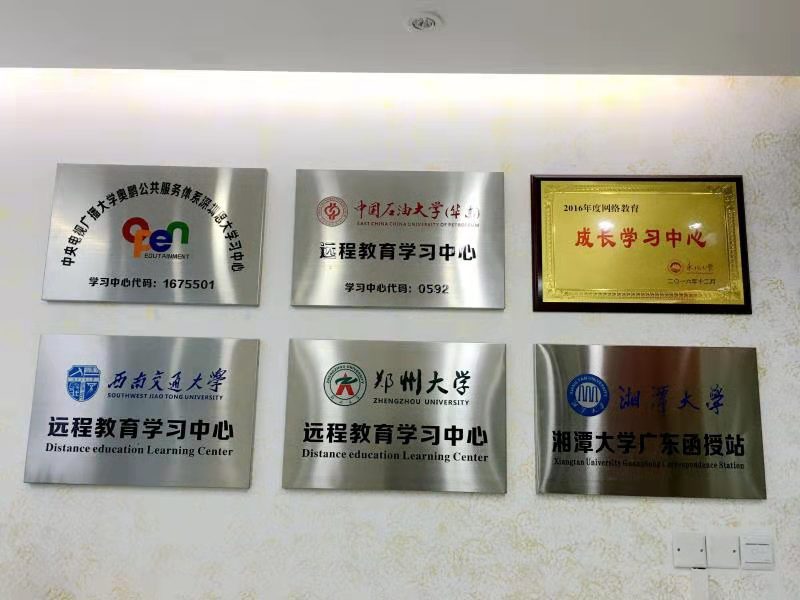 中央电视广播大学奥鹏公共服务体系深圳思大学习中心
open
EDUTAINMENT
学习中心代码：1675501
中国石油大学(华东)
EAST CHINA CHINA UNIVERSITY OF PETROLEUM
远程教育学习中心
学习中心代码：0592
2016年度网络教育
成长学习中心
二〇一六年十二月
西南交通大学
SOUTHWEST JIAO TONG UNIVERSITY
远程教育学习中心
Distance education Learning Center
郑州大学
ZHENGZHOU UNIVERSITY
远程教育学习中心
Distance education Learning Center
XIANGTAN UNIVERSITY
湘潭大学
湘潭大学广东函授站
Xiangtan University Guangdong Correspondence Station